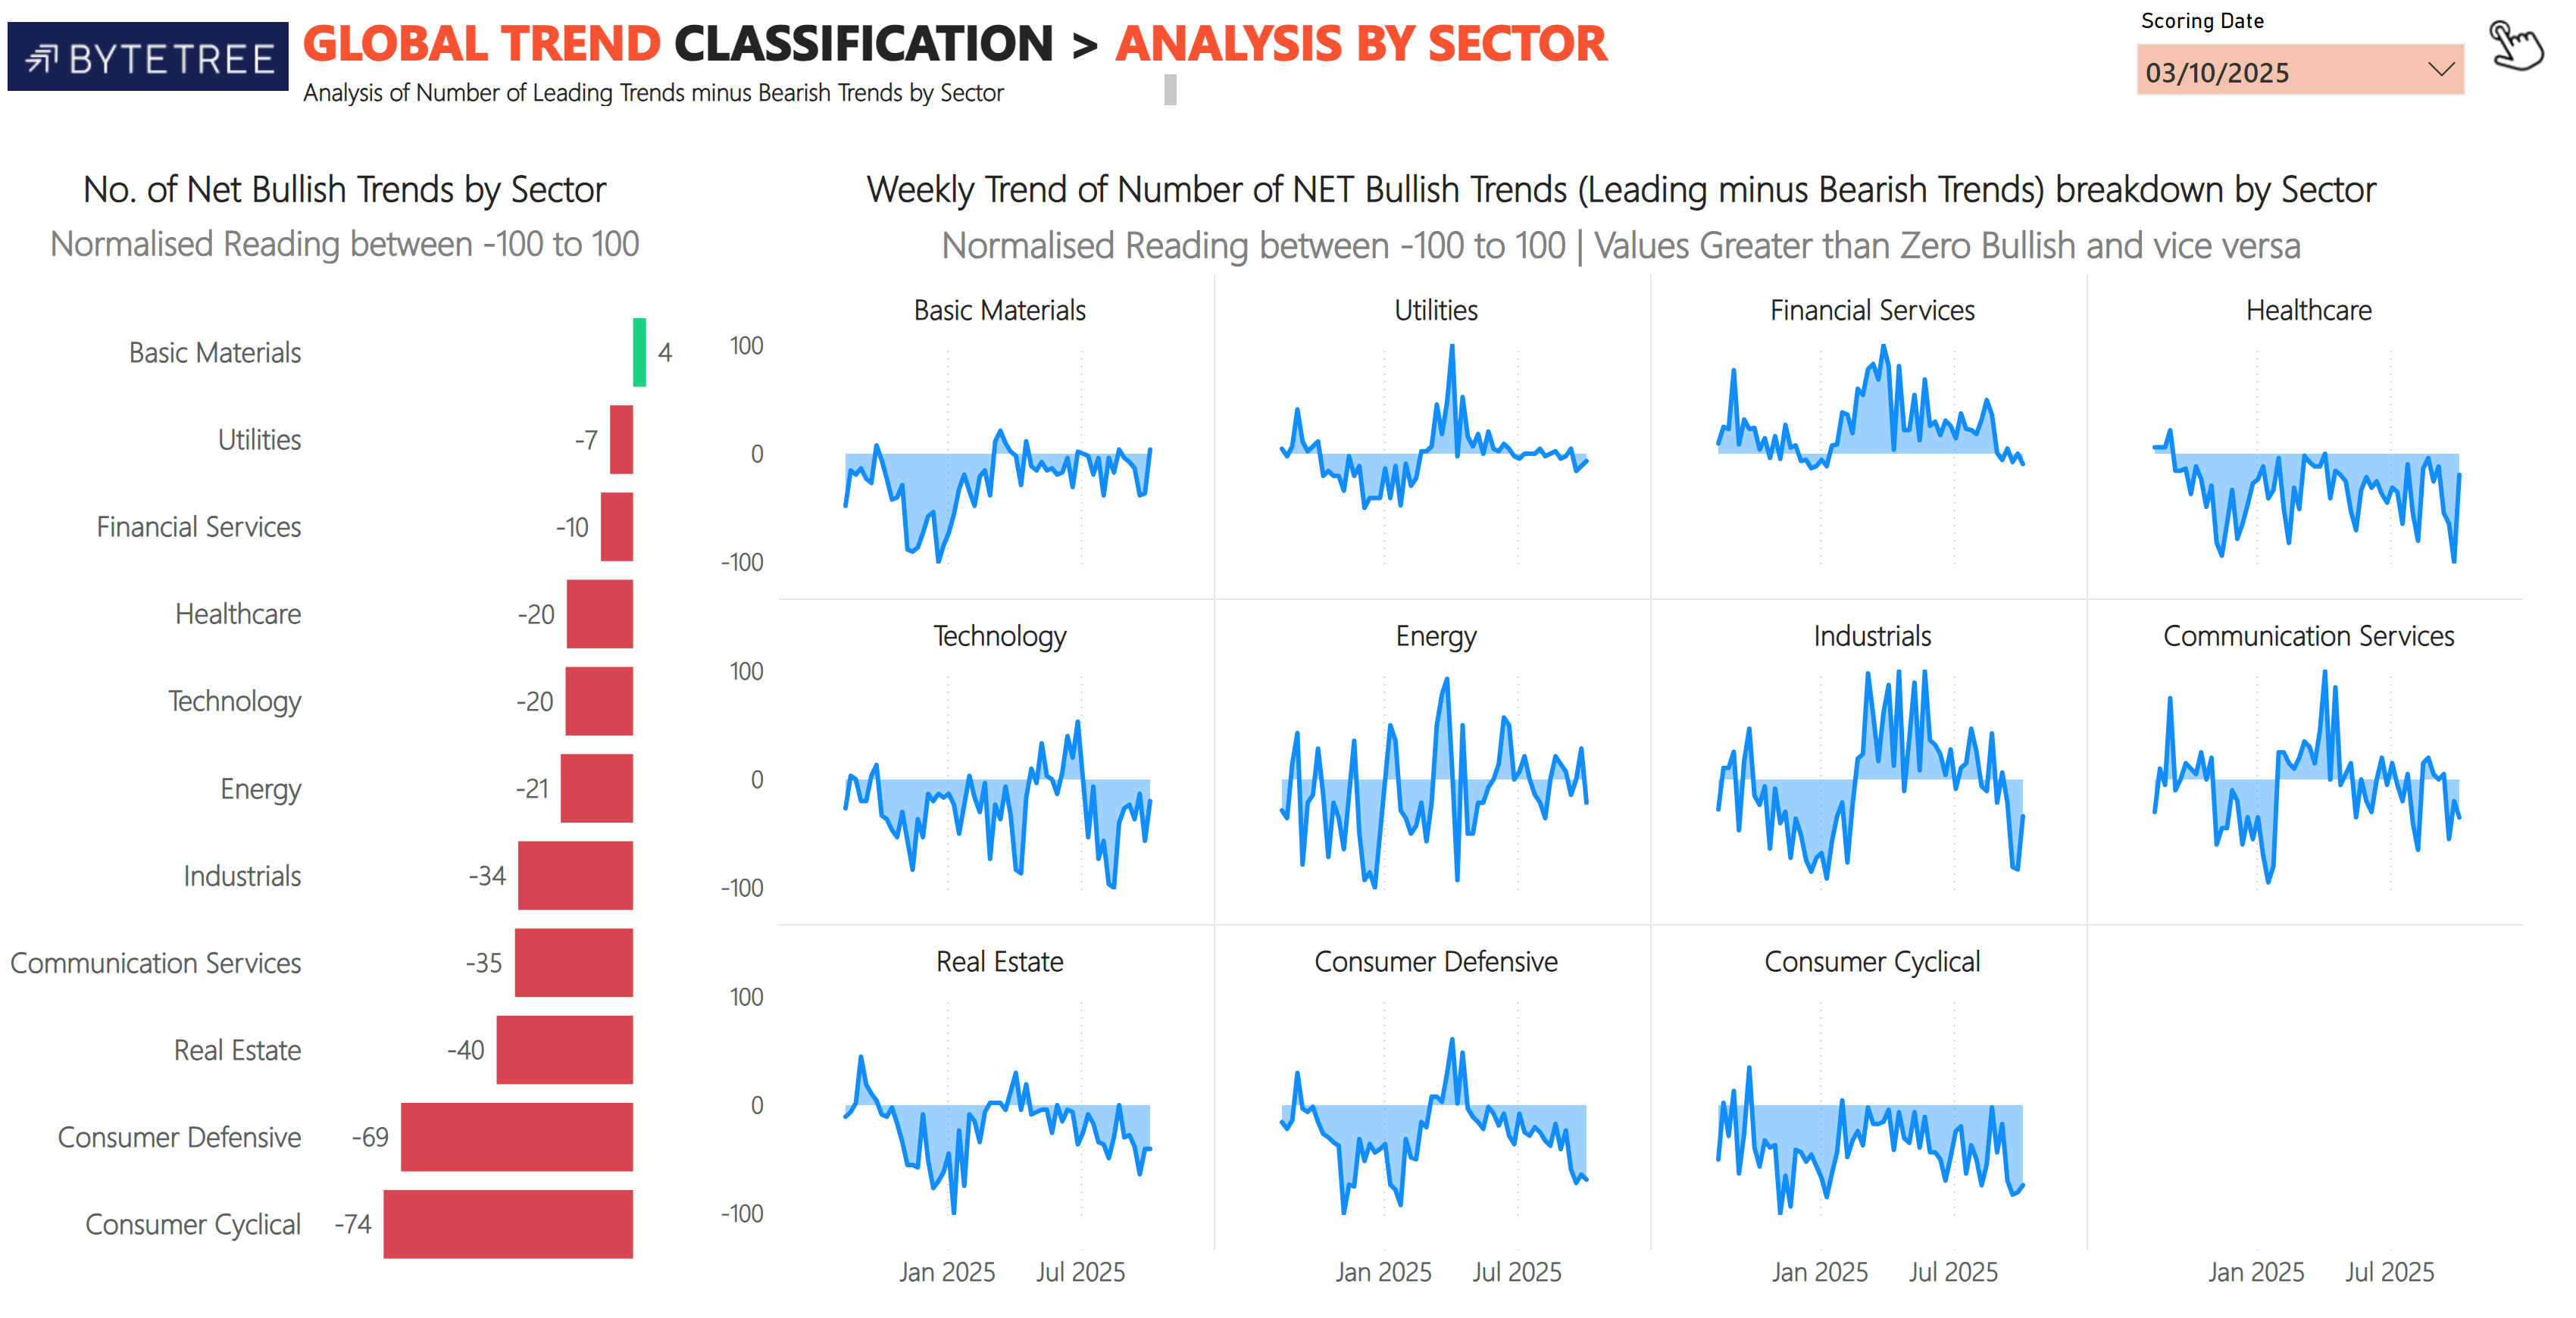 BYTETREE
GLOBAL TREND CLASSIFICATION > ANALYSIS BY SECTOR
Analysis of Number of Leading Trends minus Bearish Trends by Sector
Scoring Date
03/10/2025
No. of Net Bullish Trends by Sector
Normalised Reading between -100 to 100
Basic Materials 4
Utilities -7
Financial Services -10
Healthcare -20
Technology -20
Energy -21
Industrials -34
Communication Services -35
Real Estate -40
Consumer Defensive -69
Consumer Cyclical -74
Weekly Trend of Number of NET Bullish Trends (Leading minus Bearish Trends) breakdown by Sector
Normalised Reading between -100 to 100 | Values Greater than Zero Bullish and vice versa
Basic Materials Utilities Financial Services Healthcare
100
0
-100
Technology Energy Industrials Communication Services
100
0
-100
Real Estate Consumer Defensive Consumer Cyclical
100
0
-100
Jan 2025 Jul 2025 Jan 2025 Jul 2025 Jan 2025 Jul 2025 Jan 2025 Jul 2025